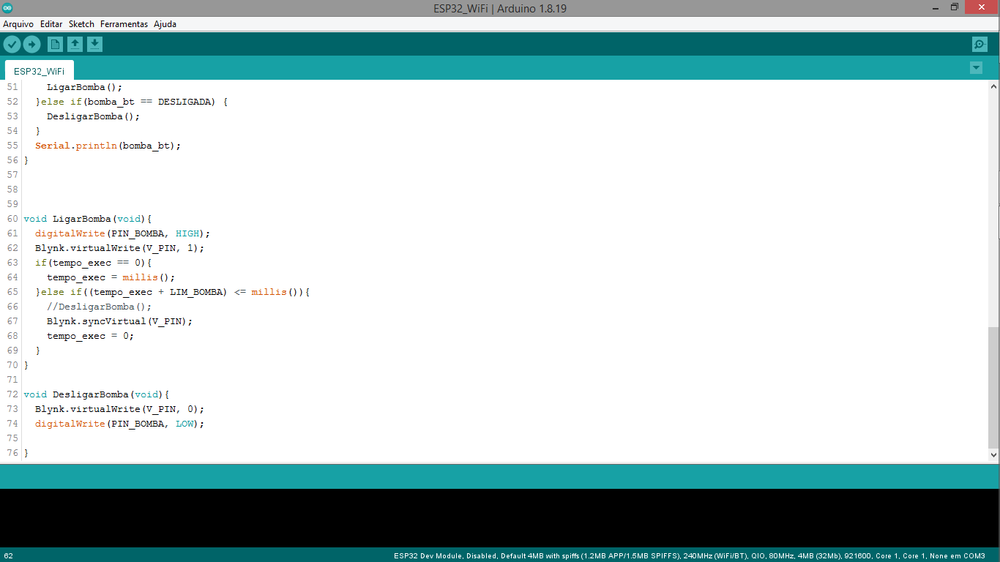 ESP32_WiFi | Arduino 1.8.19
Arquivo Editar Sketch Ferramentas Ajuda
ESP32_WiFi
51 LigarBomba();
52 }else if(bomba_bt == DESLIGADA) {
53 DesligarBomba();
54 }
55 Serial.println(bomba_bt);
56 }
57
58
59
60 void LigarBomba(void){
61 digitalWrite(PIN_BOMBA, HIGH);
62 Blynk.virtualWrite(V_PIN, 1);
63 if(tempo_exec == 0){
64 tempo_exec = millis();
65 }else if((tempo_exec + LIM_BOMBA) <= millis()){
66 //DesligarBomba();
67 Blynk.syncVirtual(V_PIN);
68 tempo_exec = 0;
69 }
70 }
71
72 void DesligarBomba(void){
73 Blynk.virtualWrite(V_PIN, 0);
74 digitalWrite(PIN_BOMBA, LOW);
75
76 }
62 ESP32 Dev Module, Disabled, Default 4MB with spiffs (1.2MB APP/1.5MB SPIFFS), 240MHz (WiFi/BT), QIO, 80MHz, 4MB (32Mb), 921600, Core 1, Core 1, None em COM3